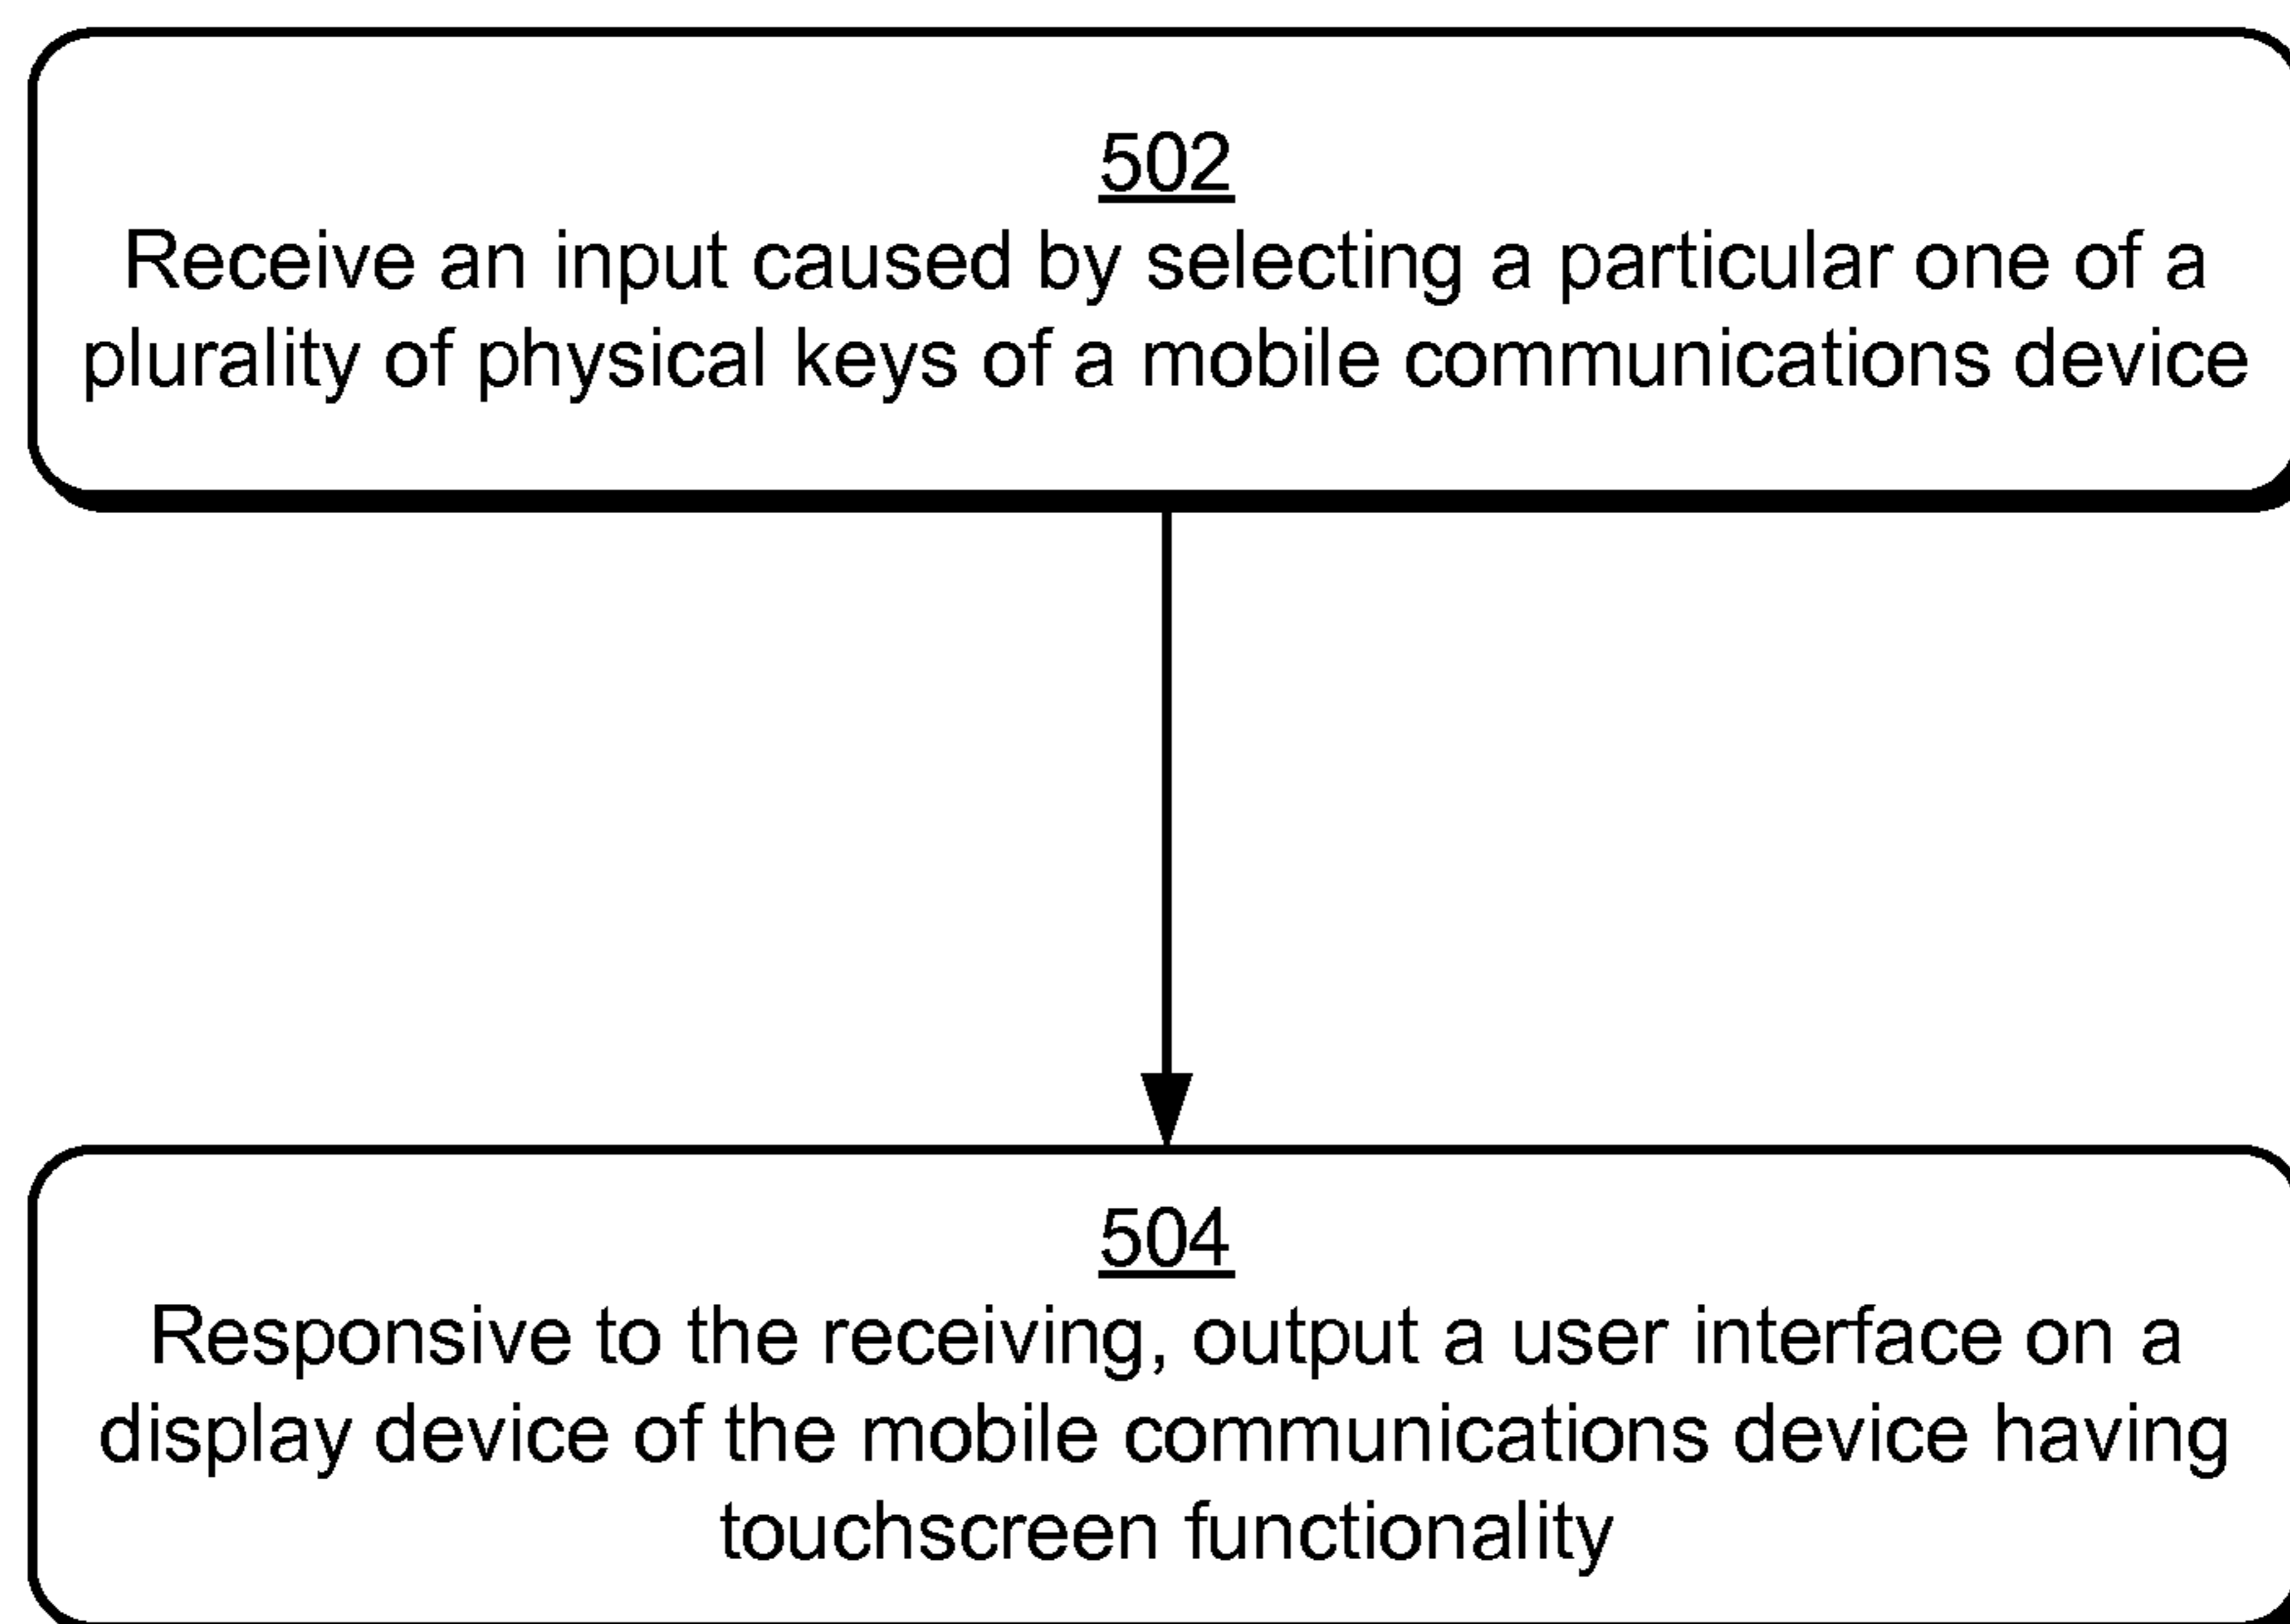 502
Receive an input caused by selecting a particular one of a
plurality of physical keys of a mobile communications device
504
Responsive to the receiving, output a user interface on a
display device of the mobile communications device having
touchscreen functionality